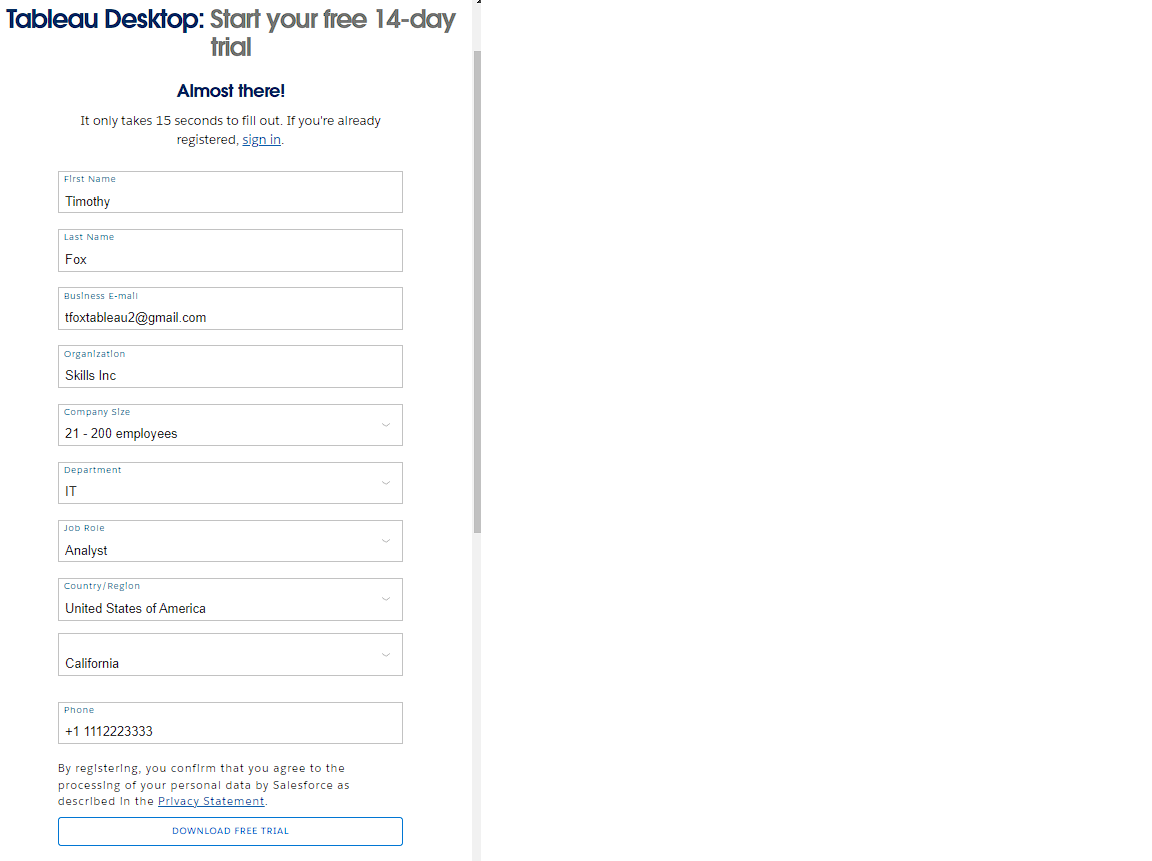 Tableau Desktop: Start your free 14-day
trial
Almost there!
It only takes 15 seconds to fill out. If you're already
registered, sign in.
First Name
Timothy
Last Name
Fox
Business E-mail
tfoxtableau2@gmail.com
Organization
Skills Inc
Company Size
21 - 200 employees
Department
IT
Job Role
Analyst
Country/Region
United States of America
California
Phone
+1 1112223333
By registering, you confirm that you agree to the
processing of your personal data by Salesforce as
described in the Privacy Statement.
DOWNLOAD FREE TRIAL